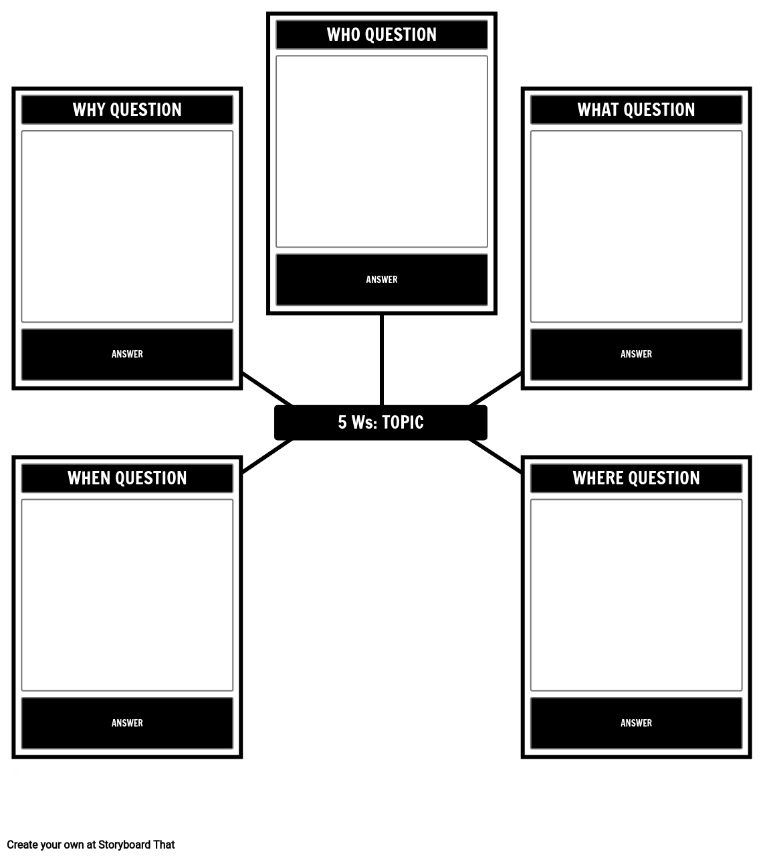 WHO QUESTION
ANSWER
WHY QUESTION
ANSWER
WHAT QUESTION
ANSWER
5 Ws: TOPIC
WHEN QUESTION
ANSWER
WHERE QUESTION
ANSWER
Create your own at Storyboard That